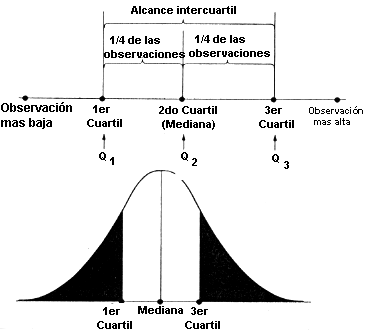 Alcance intercuartil
1/4 de las observaciones
1/4 de las observaciones
Observación mas baja
1er Cuartil
2do Cuartil (Mediana)
3er Cuartil
Observación mas alta
Q 1
Q 2
Q 3
1er Cuartil
Mediana
3er Cuartil